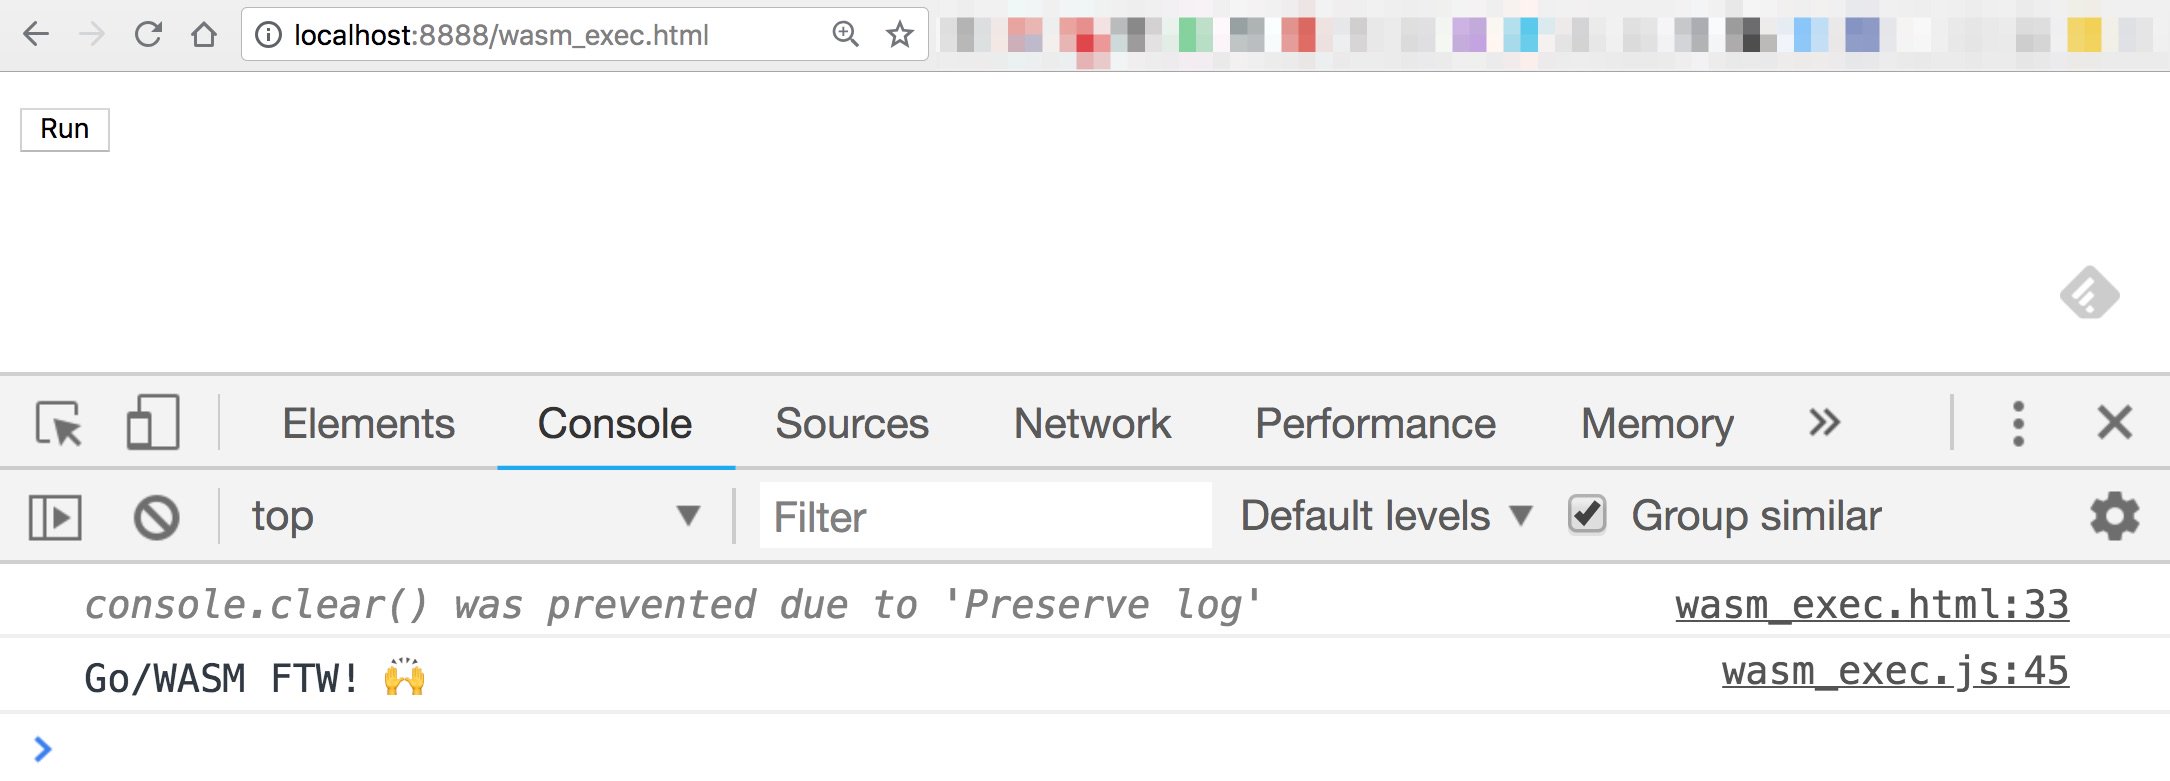 localhost:8888/wasm_exec.html
Run
Elements Console Sources Network Performance Memory
top Filter Default levels Group similar
console.clear() was prevented due to 'Preserve log' wasm_exec.html:33
Go/WASM FTW! 🙌 wasm_exec.js:45